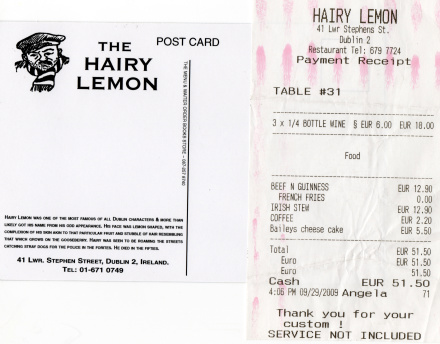 THE
HAIRY
LEMON
POST CARD
HAIRY LEMON WAS ONE OF THE MOST FAMOUS OF ALL DUBLIN CHARACTERS & MORE THAN
LIKELY GOT HIS NAME FROM HIS ODD APPEARANCE. HIS FACE WAS LEMON SHAPED, WITH THE
COMPLEXION OF HIS SKIN AKIN TO THAT PARTICULAR FRUIT AND STUBBLE OF HAIR RESEMBLING
THAT WHICH GROWS ON THE GOOSEBERRY. HAIRY WAS SEEN TO BE ROAMING THE STREETS
CATCHING STRAY DOGS FOR THE POLICE IN THE FORTIES. HE DIED IN THE FIFTIES.
41 LWR. STEPHEN STREET, DUBLIN 2, IRELAND.
TEL: 01-671 0749
HAIRY LEMON
41 Lwr Stephens St.
Dublin 2
Restaurant Tel: 679 7724
Payment Receipt
TABLE #31
3 x 1/4 BOTTLE WINE § EUR 6.00 EUR 18.00
Food
BEEF N GUINNESS EUR 12.90
FRENCH FRIES 0.00
IRISH STEW EUR 12.90
COFFEE EUR 2.20
Baileys cheese cake EUR 5.50
Total EUR 51.50
Euro EUR 51.50
Euro 51.50
Cash EUR 51.50
4:05 PM 09/29/2009 Angela 71
Thank you for your
custom !
SERVICE NOT INCLUDED